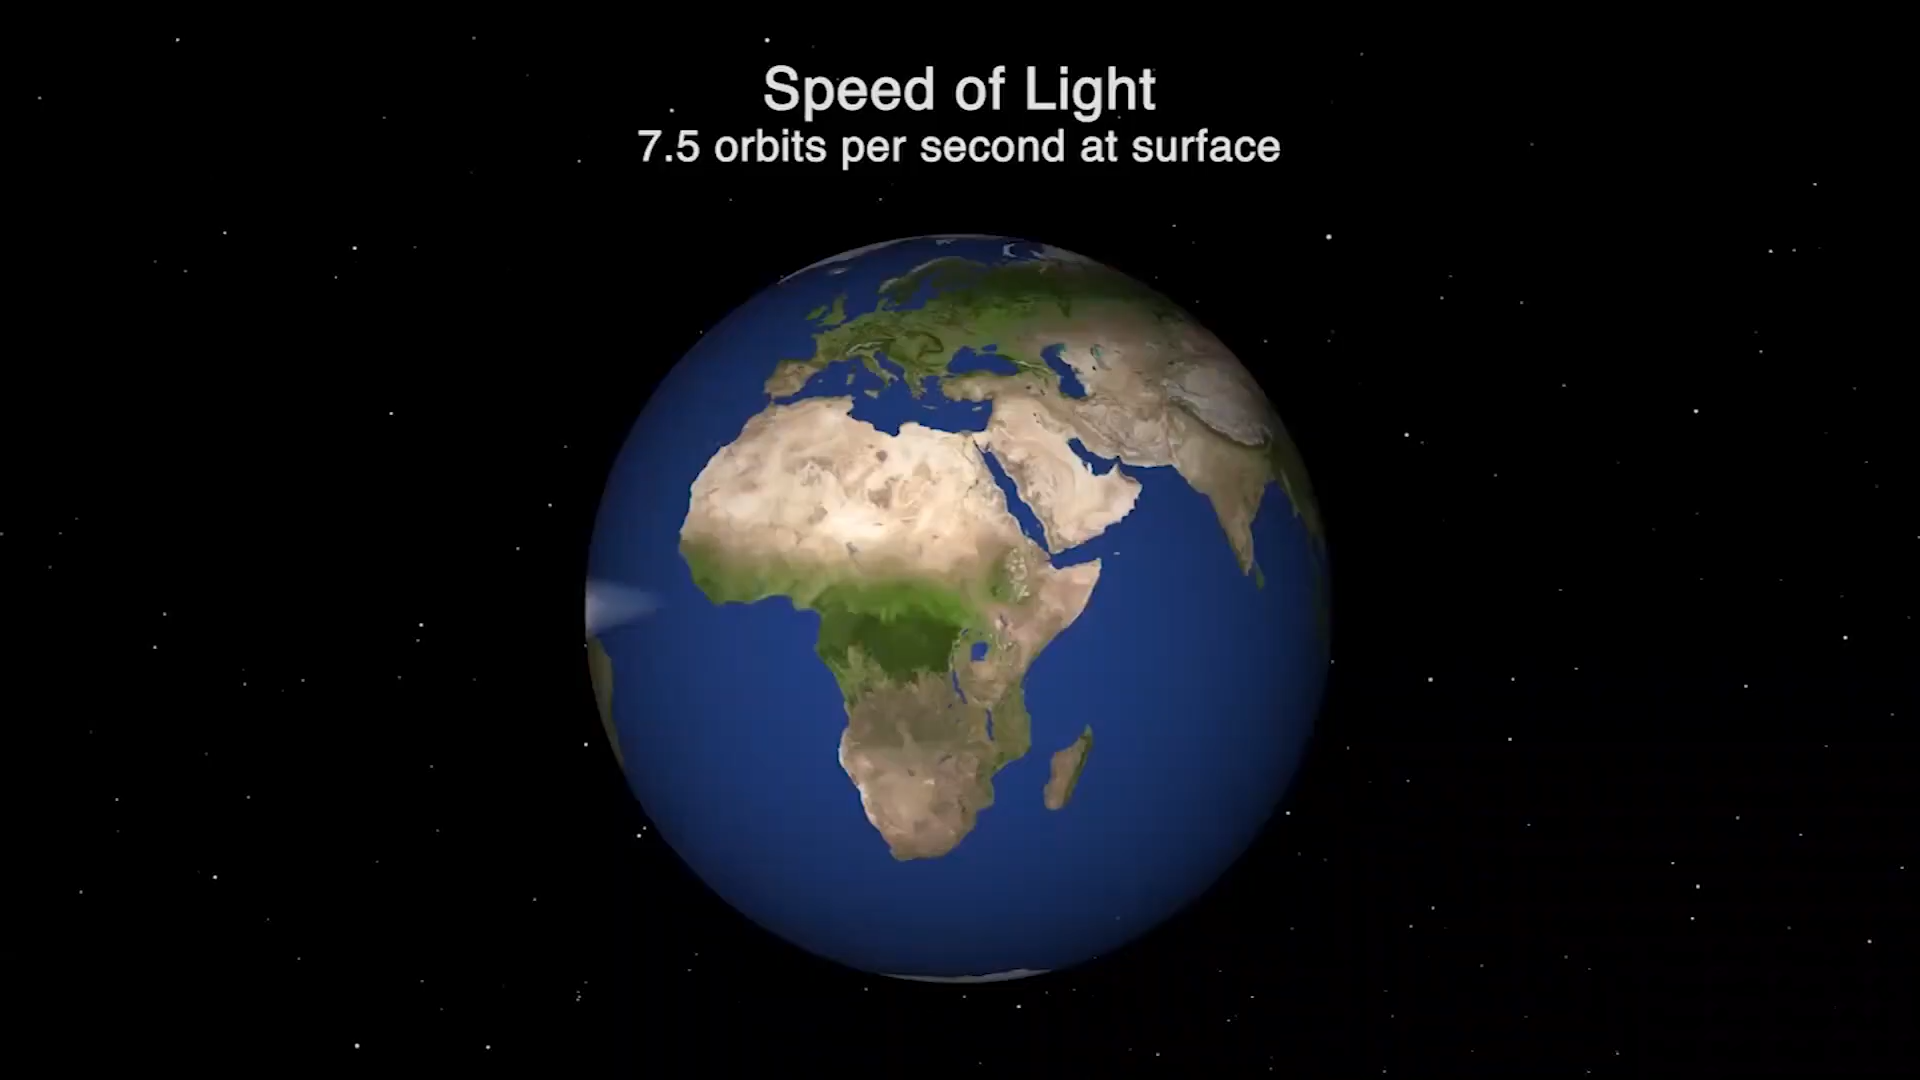 Speed of Light
7.5 orbits per second at surface